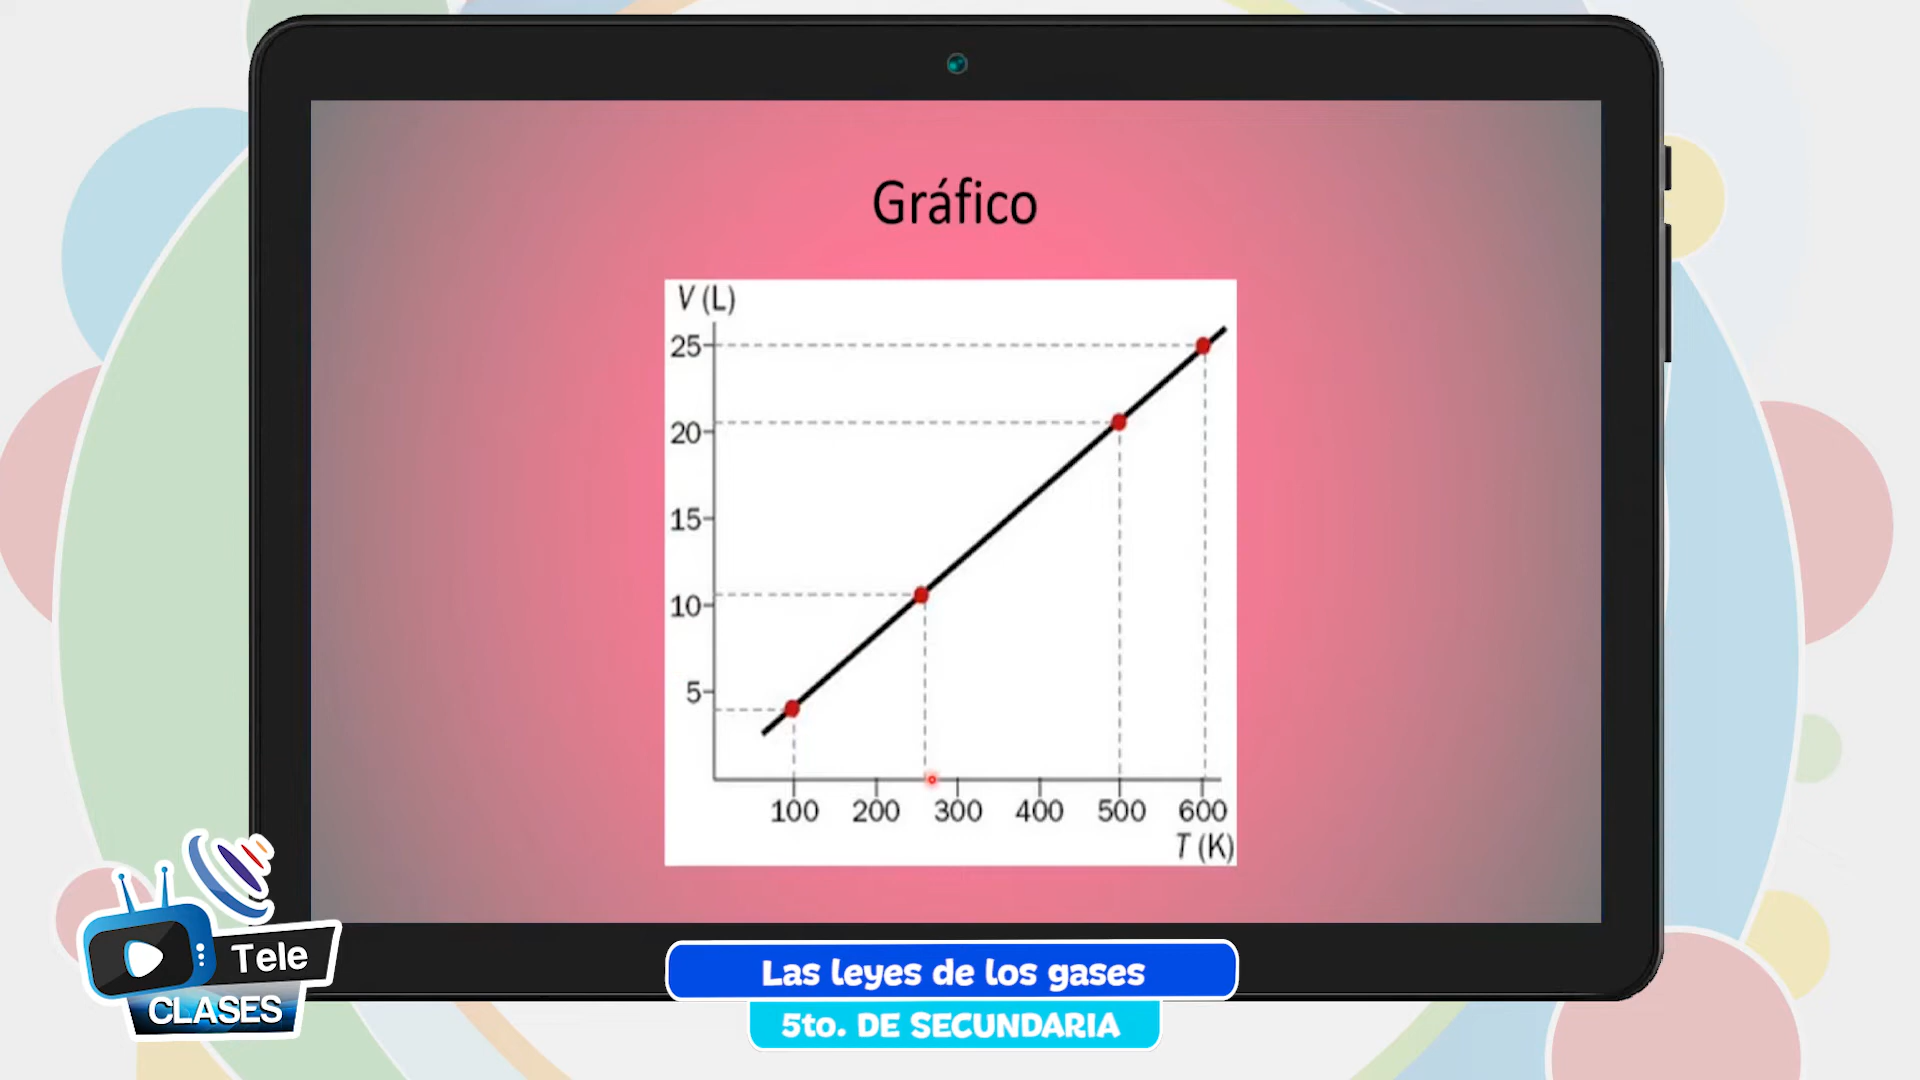 Gráfico
V (L)
25
20
15
10
5
100 200 300 400 500 600
T (K)
Tele
CLASES
Las leyes de los gases
5to. DE SECUNDARIA